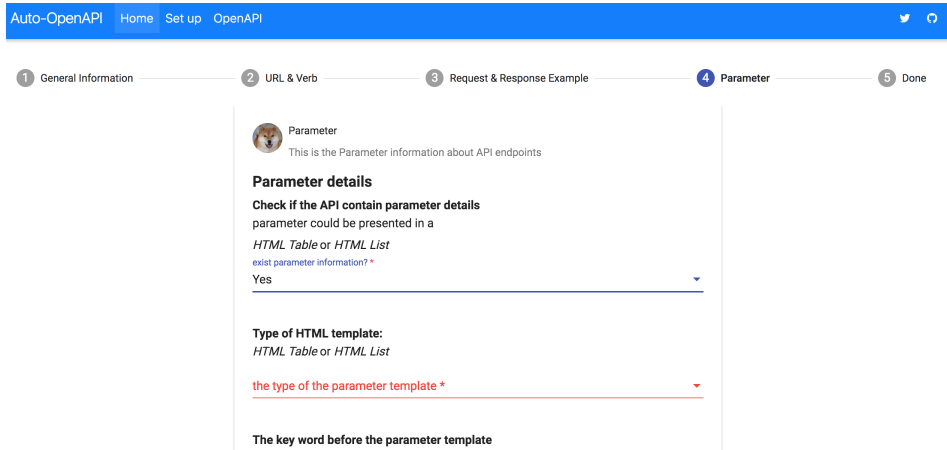 Auto-OpenAPI Home Set up OpenAPI
1 General Information 2 URL & Verb 3 Request & Response Example 4 Parameter 5 Done
Parameter
This is the Parameter information about API endpoints
Parameter details
Check if the API contain parameter details
parameter could be presented in a
HTML Table or HTML List
exist parameter information? *
Yes
Type of HTML template:
HTML Table or HTML List
the type of the parameter template *
The key word before the parameter template